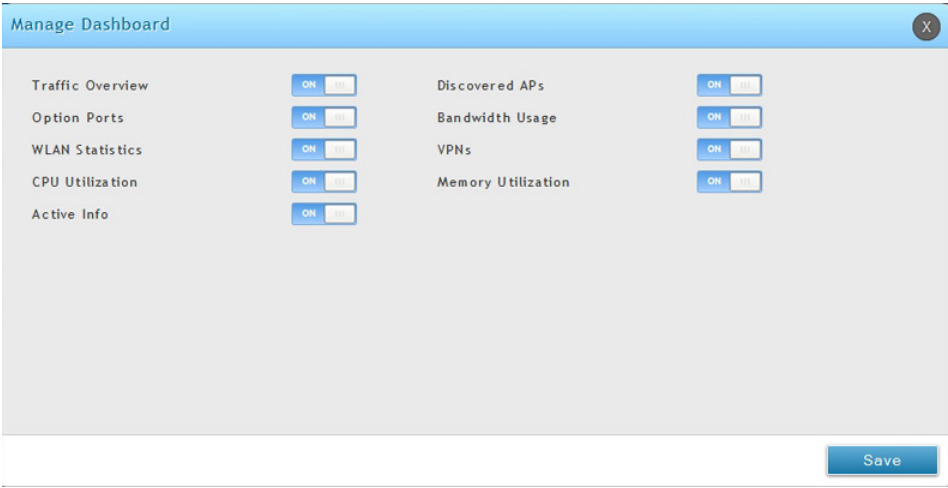 Manage Dashboard
X
Traffic Overview ON Discovered APs ON
Option Ports ON Bandwidth Usage ON
WLAN Statistics ON VPNs ON
CPU Utilization ON Memory Utilization ON
Active Info ON
Save